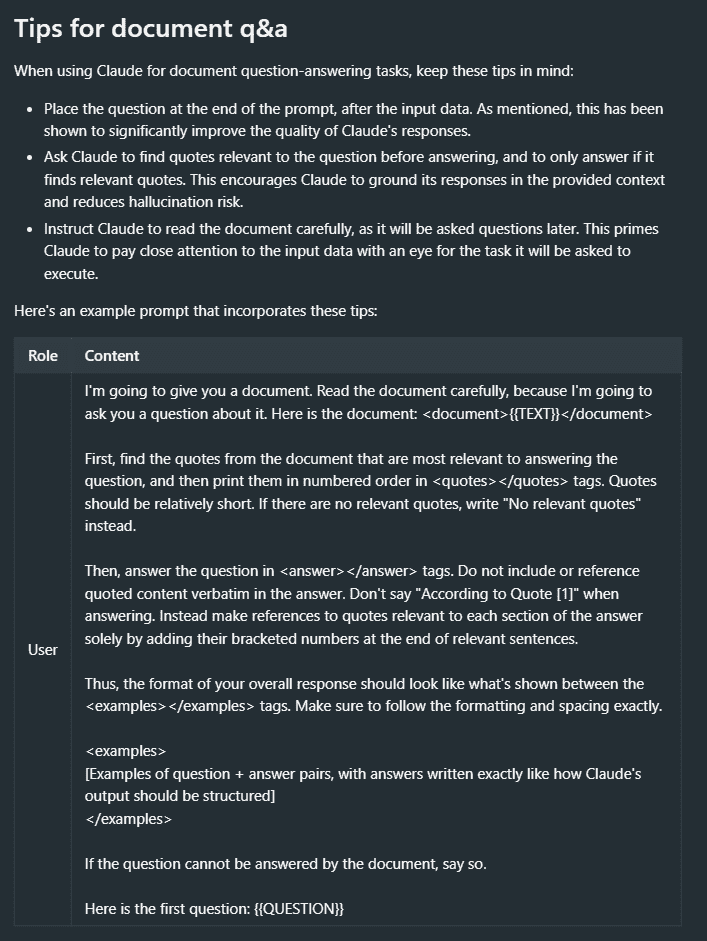 Tips for document q&a
When using Claude for document question-answering tasks, keep these tips in mind:
• Place the question at the end of the prompt, after the input data. As mentioned, this has been
shown to significantly improve the quality of Claude's responses.
• Ask Claude to find quotes relevant to the question before answering, and to only answer if it
finds relevant quotes. This encourages Claude to ground its responses in the provided context
and reduces hallucination risk.
• Instruct Claude to read the document carefully, as it will be asked questions later. This primes
Claude to pay close attention to the input data with an eye for the task it will be asked to
execute.
Here's an example prompt that incorporates these tips:
Role Content
User
I'm going to give you a document. Read the document carefully, because I'm going to
ask you a question about it. Here is the document: <document>{{TEXT}}</document>
First, find the quotes from the document that are most relevant to answering the
question, and then print them in numbered order in <quotes></quotes> tags. Quotes
should be relatively short. If there are no relevant quotes, write "No relevant quotes"
instead.
Then, answer the question in <answer></answer> tags. Do not include or reference
quoted content verbatim in the answer. Don't say "According to Quote [1]" when
answering. Instead make references to quotes relevant to each section of the answer
solely by adding their bracketed numbers at the end of relevant sentences.
Thus, the format of your overall response should look like what's shown between the
<examples></examples> tags. Make sure to follow the formatting and spacing exactly.
<examples>
[Examples of question + answer pairs, with answers written exactly like how Claude's
output should be structured]
</examples>
If the question cannot be answered by the document, say so.
Here is the first question: {{QUESTION}}